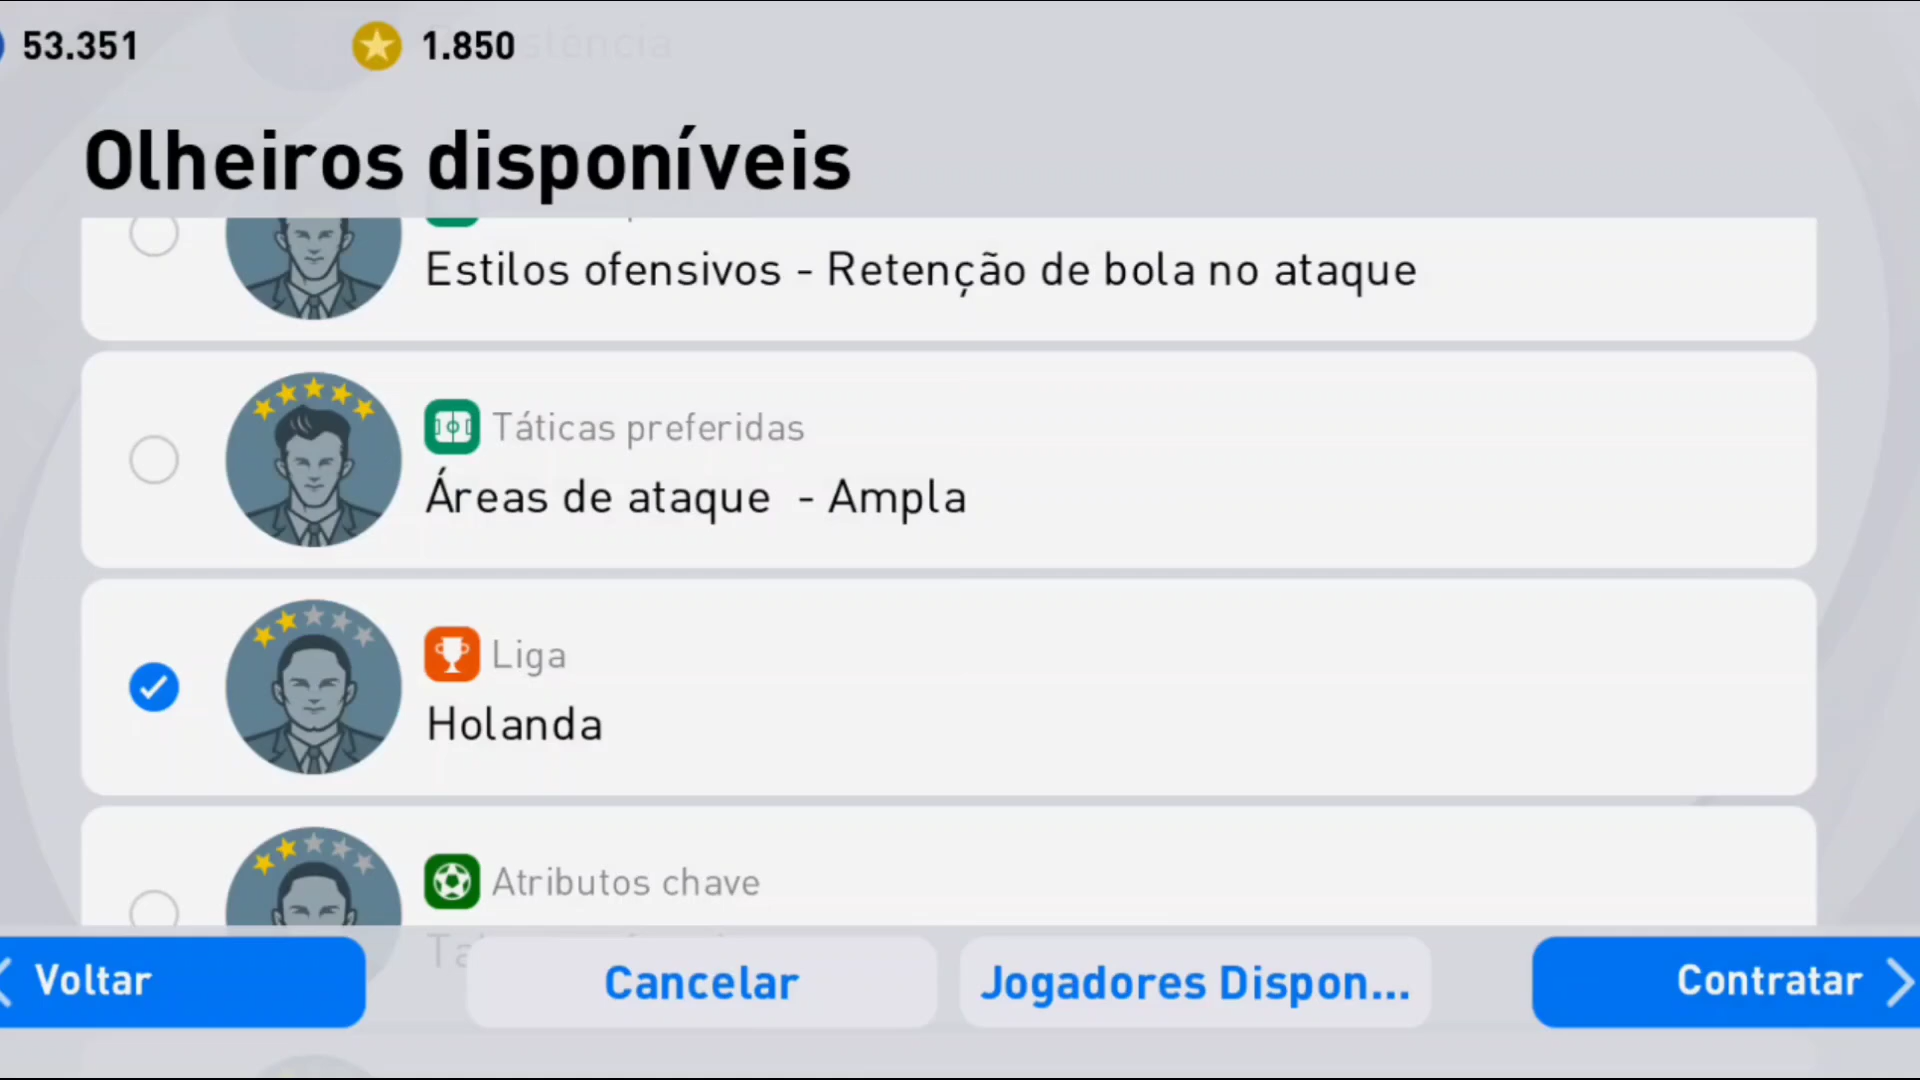 53.351
1.850
Olheiros disponíveis
Estilos ofensivos - Retenção de bola no ataque
Táticas preferidas
Áreas de ataque - Ampla
Liga
Holanda
Atributos chave
Voltar
Cancelar
Jogadores Dispon...
Contratar